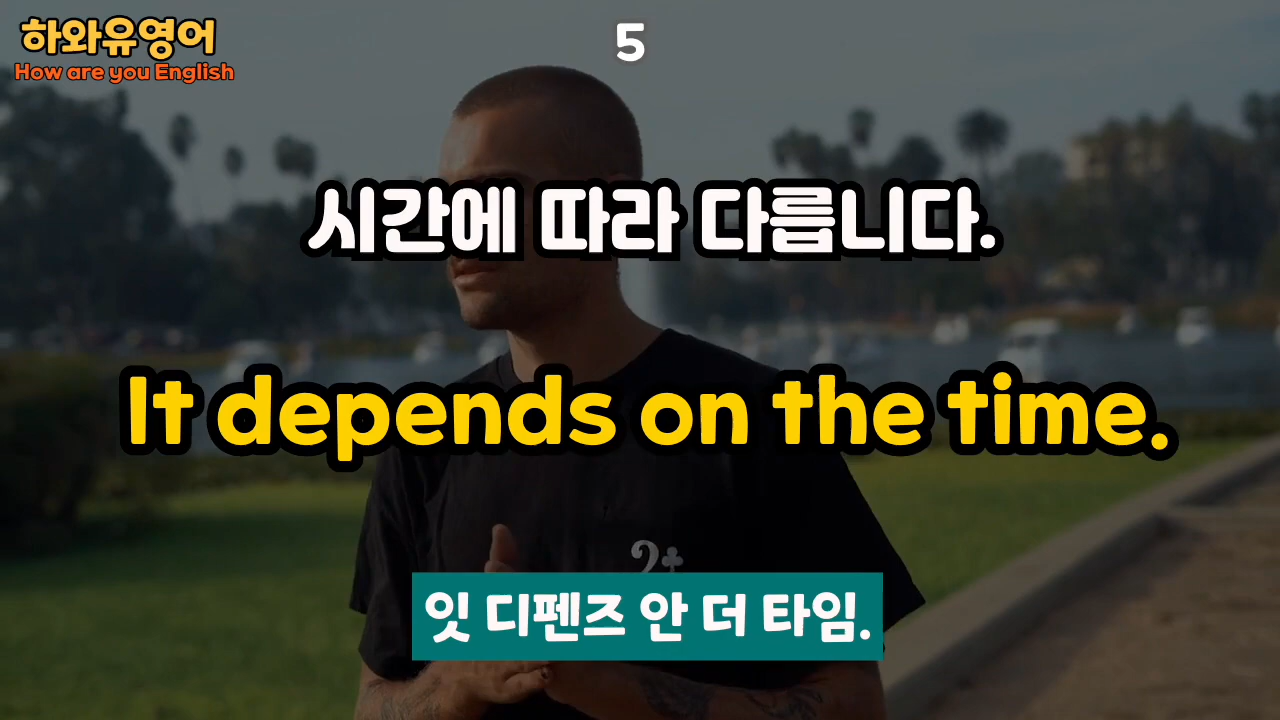 하와유영어
How are you English
5
시간에 따라 다릅니다.
It depends on the time.
잇 디펜즈 안 더 타임.